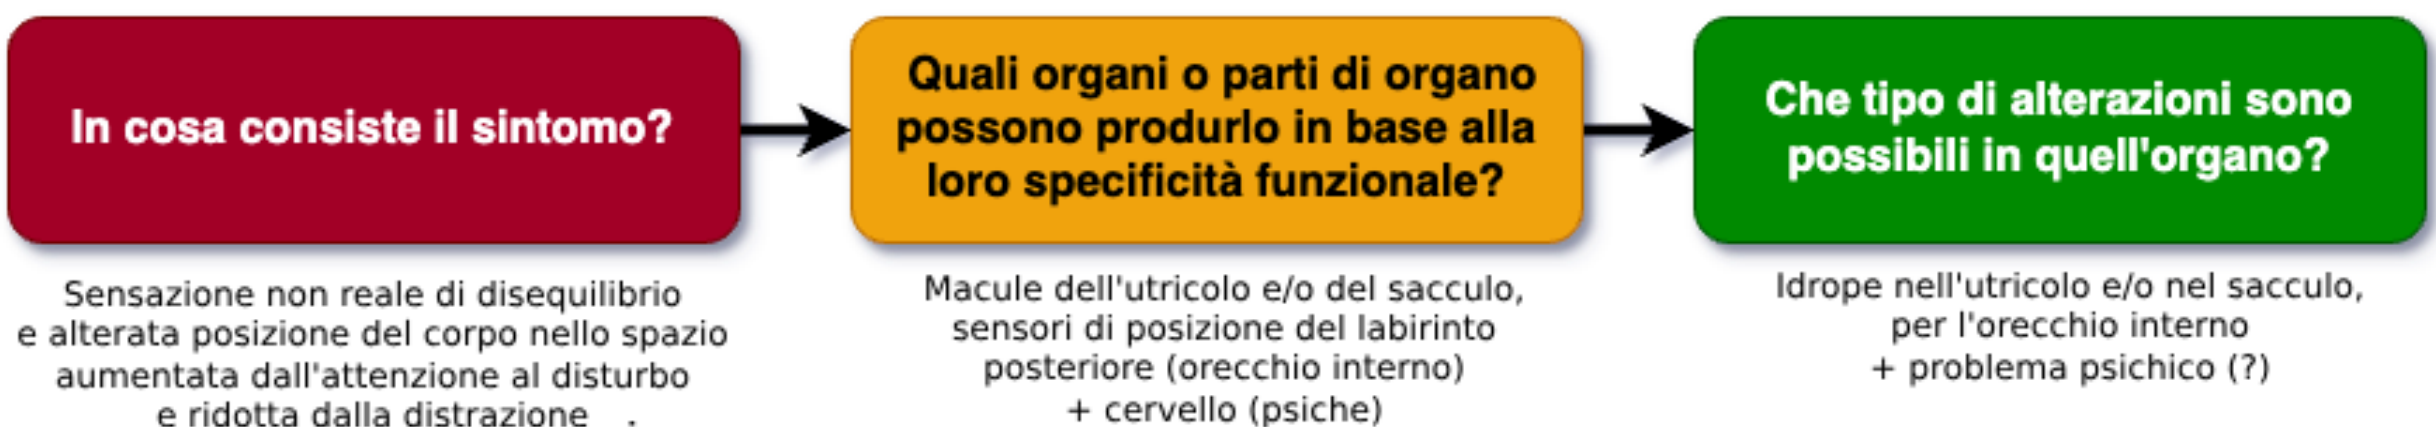 In cosa consiste il sintomo?
Quali organi o parti di organo
possono produrlo in base alla
loro specificità funzionale?
Che tipo di alterazioni sono
possibili in quell'organo?
Sensazione non reale di disequilibrio
e alterata posizione del corpo nello spazio
aumentata dall'attenzione al disturbo
e ridotta dalla distrazione .
Macule dell'utricolo e/o del sacculo,
sensori di posizione del labirinto
posteriore (orecchio interno)
+ cervello (psiche)
Idrope nell'utricolo e/o nel sacculo,
per l'orecchio interno
+ problema psichico (?)